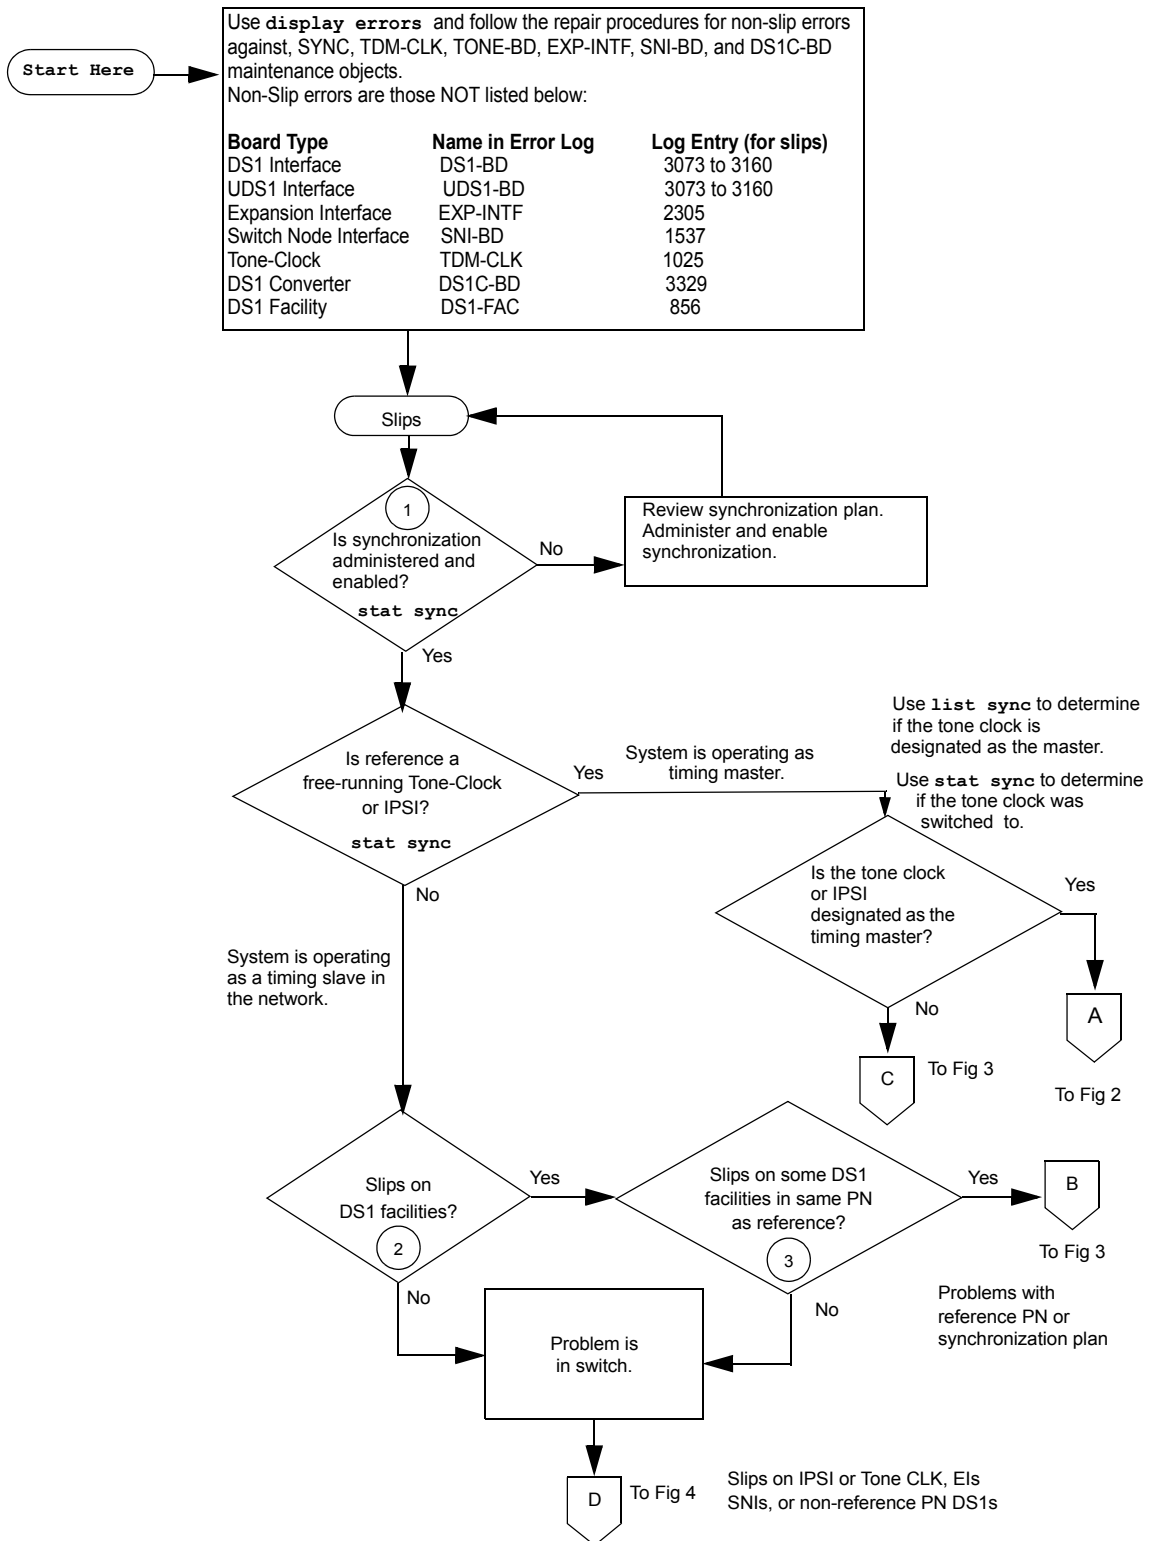 Start Here
Use display errors and follow the repair procedures for non-slip errors
against, SYNC, TDM-CLK, TONE-BD, EXP-INTF, SNI-BD, and DS1C-BD
maintenance objects.
Non-Slip errors are those NOT listed below:
Board Type Name in Error Log Log Entry (for slips)
DS1 Interface DS1-BD 3073 to 3160
UDS1 Interface UDS1-BD 3073 to 3160
Expansion Interface EXP-INTF 2305
Switch Node Interface SNI-BD 1537
Tone-Clock TDM-CLK 1025
DS1 Converter DS1C-BD 3329
DS1 Facility DS1-FAC 856
Slips
1
Is synchronization
administered and
enabled?
stat sync
No
Review synchronization plan.
Administer and enable
synchronization.
Yes
Is reference a
free-running Tone-Clock
or IPSI?
stat sync
Yes
System is operating as
timing master.
Use list sync to determine
if the tone clock is
designated as the master.
Use stat sync to determine
if the tone clock was
switched to.
Is the tone clock
or IPSI
designated as the
timing master?
Yes
A
To Fig 2
No
C
To Fig 3
No
System is operating
as a timing slave in
the network.
Slips on
DS1 facilities?
2
Yes
Slips on some DS1
facilities in same PN
as reference?
3
Yes
B
To Fig 3
Problems with
reference PN or
synchronization plan
No
No
Problem is
in switch.
D
To Fig 4
Slips on IPSI or Tone CLK, EIs
SNIs, or non-reference PN DS1s